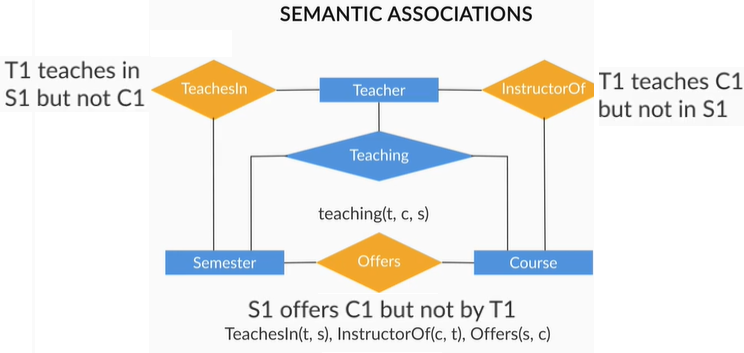 SEMANTIC ASSOCIATIONS
T1 teaches in
S1 but not C1
TeachesIn
Teacher
InstructorOf
T1 teaches C1
but not in S1
Teaching
teaching(t, c, s)
Semester
Offers
Course
S1 offers C1 but not by T1
TeachesIn(t, s), InstructorOf(c, t), Offers(s, c)